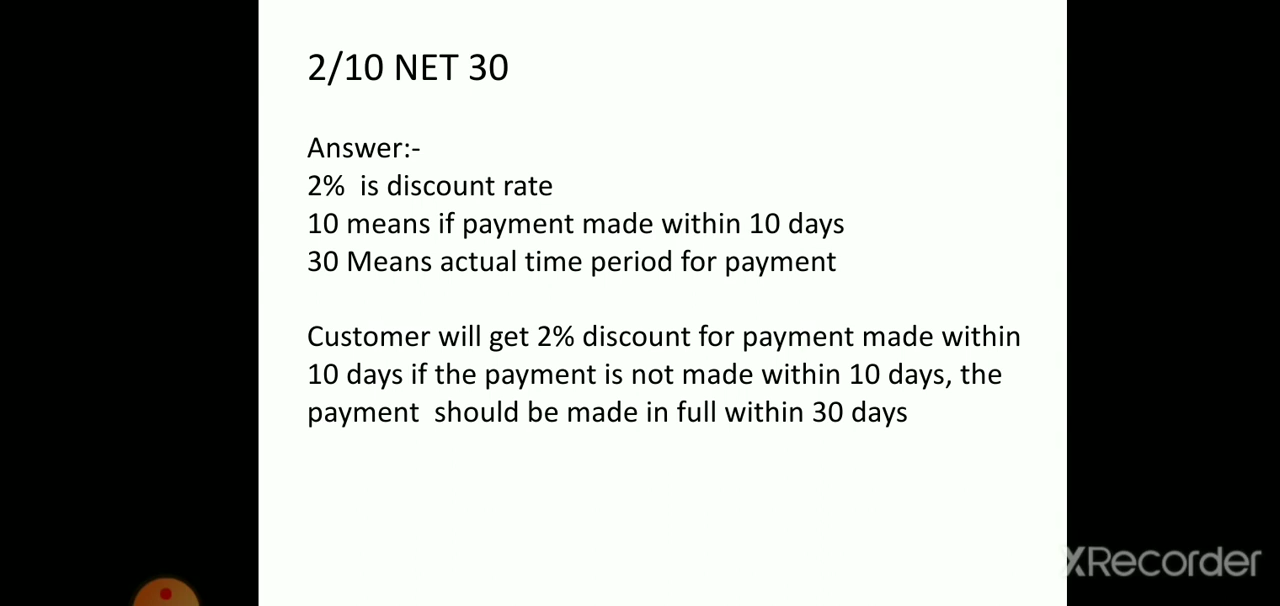 2/10 NET 30
Answer:-
2%  is discount rate
10 means if payment made within 10 days
30 Means actual time period for payment
Customer will get 2% discount for payment made within
10 days if the payment is not made within 10 days, the
payment  should be made in full within 30 days
XRecorder